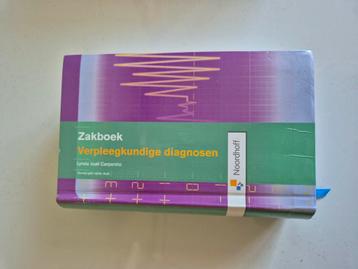 Zakboek
Verpleegkundige diagnosen
Lynda Juall Carpenito
Noordhoff